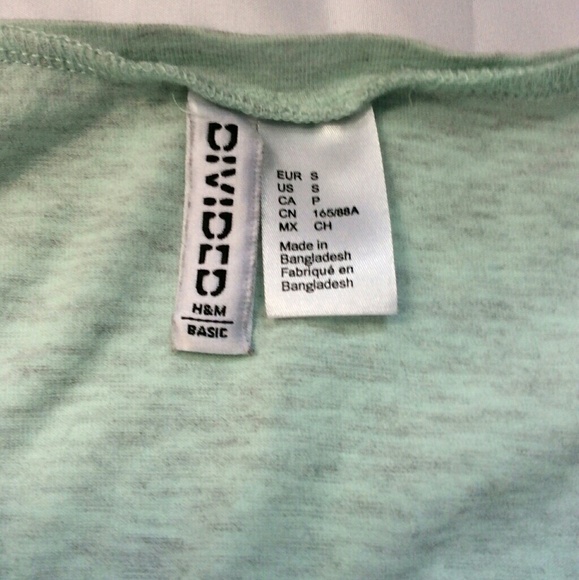 DIVIDED
H&M
BASIC
EUR S
US S
CA P
CN 165/88A
MX CH
Made in
Bangladesh
Fabriqué en
Bangladesh